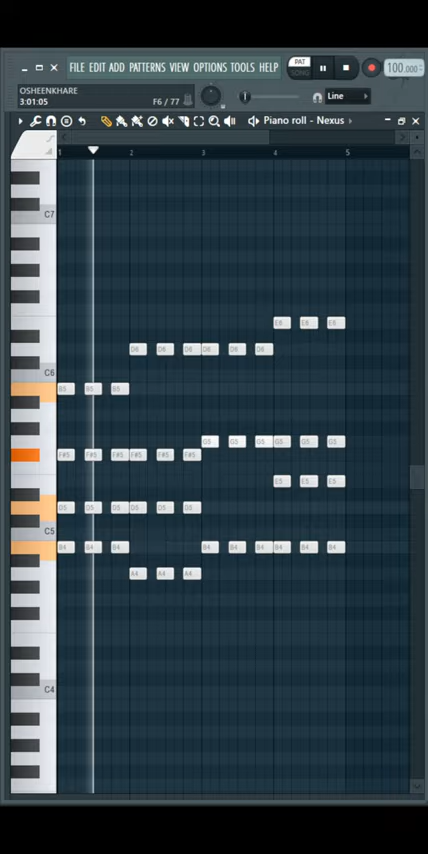 FILE EDIT ADD PATTERNS VIEW OPTIONS TOOLS HELP
PAT
SONG
100.000
OSHEENKHARE
3:01:05 F6 / 77
Line
Piano roll - Nexus
1 2 3 4 5
C7
E6 E6 E6
D6 D6 D6 D6 D6 D6
C6
B5 B5 B5
G5 G5 G5 G5 G5 G5
F#5 F#5 F#5 F#5 F#5 F#5
E5 E5 E5
D5 D5 D5 D5 D5 D5
C5
B4 B4 B4 B4 B4 B4 B4 B4 B4
A4 A4 A4
C4